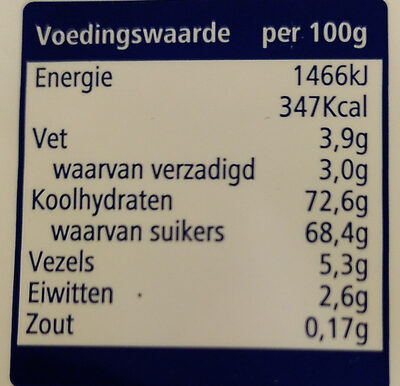 Voedingswaarde per 100g
Energie 1466kJ
347Kcal
Vet 3,9g
waarvan verzadigd 3,0g
Koolhydraten 72,6g
waarvan suikers 68,4g
Vezels 5,3g
Eiwitten 2,6g
Zout 0,17g